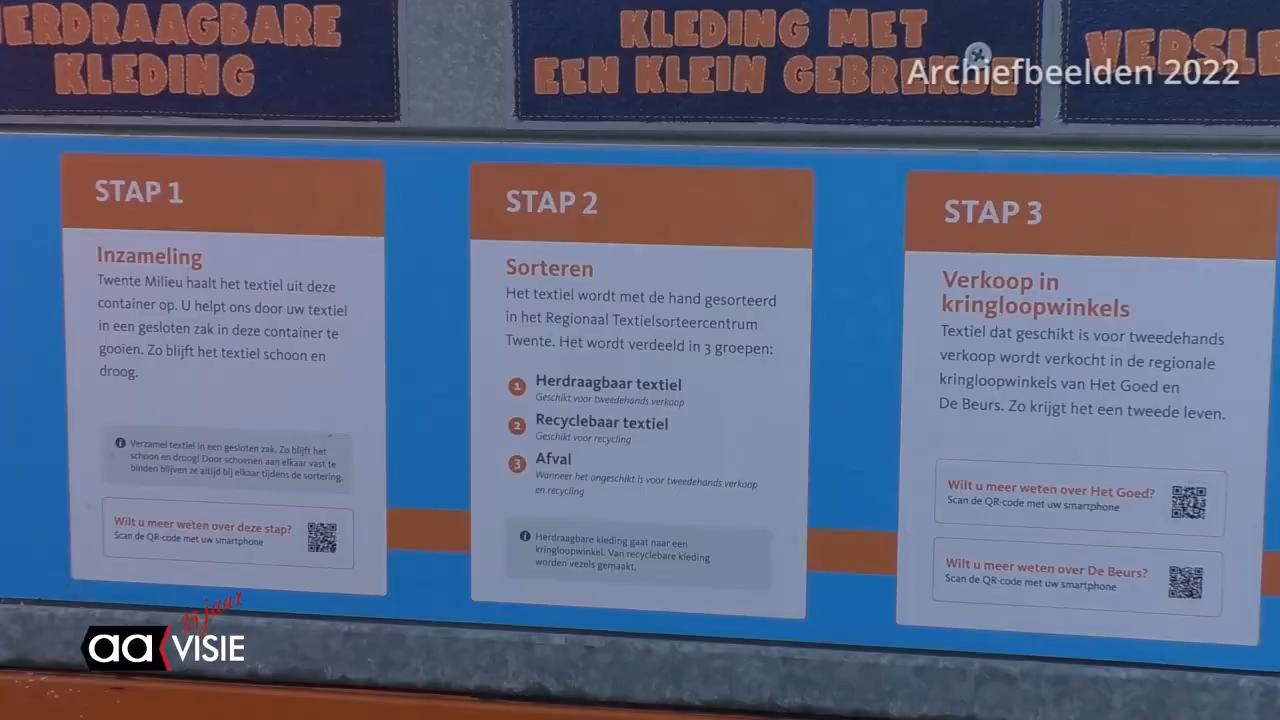 ERDRAAGBARE
KLEDING
KLEDING MET
EEN KLEIN
VERSLE
Archiefbeelden 2022
STAP 1
Inzameling
Twente Milieu haalt het textiel uit deze
container op. U helpt ons door uw textiel
in een gesloten zak in deze container te
gooien. Zo blijft het textiel schoon en
droog.
Verzamel textiel in een gesloten zak. Zo blijft het
schoon en droog! Door schoenen aan elkaar vast te
binden blijven ze altijd bij elkaar tijdens de sortering.
Wilt u meer weten over deze stap?
Scan de QR-code met uw smartphone
STAP 2
Sorteren
Het textiel wordt met de hand gesorteerd
in het Regionaal Textielsorteercentrum
Twente. Het wordt verdeeld in 3 groepen:
1 Herdraagbaar textiel
Geschikt voor tweedehands verkoop
2 Recyclebaar textiel
Geschikt voor recycling
3 Afval
Wanneer het ongeschikt is voor tweedehands verkoop
en recycling
Herdraagbare kleding gaat naar een
kringloopwinkel. Van recyclebare kleding
worden vezels gemaakt.
STAP 3
Verkoop in
kringloopwinkels
Textiel dat geschikt is voor tweedehands
verkoop wordt verkocht in de regionale
kringloopwinkels van Het Goed en
De Beurs. Zo krijgt het een tweede leven.
Wilt u meer weten over Het Goed?
Scan de QR-code met uw smartphone
Wilt u meer weten over De Beurs?
Scan de QR-code met uw smartphone
35 jaar
aa VISIE